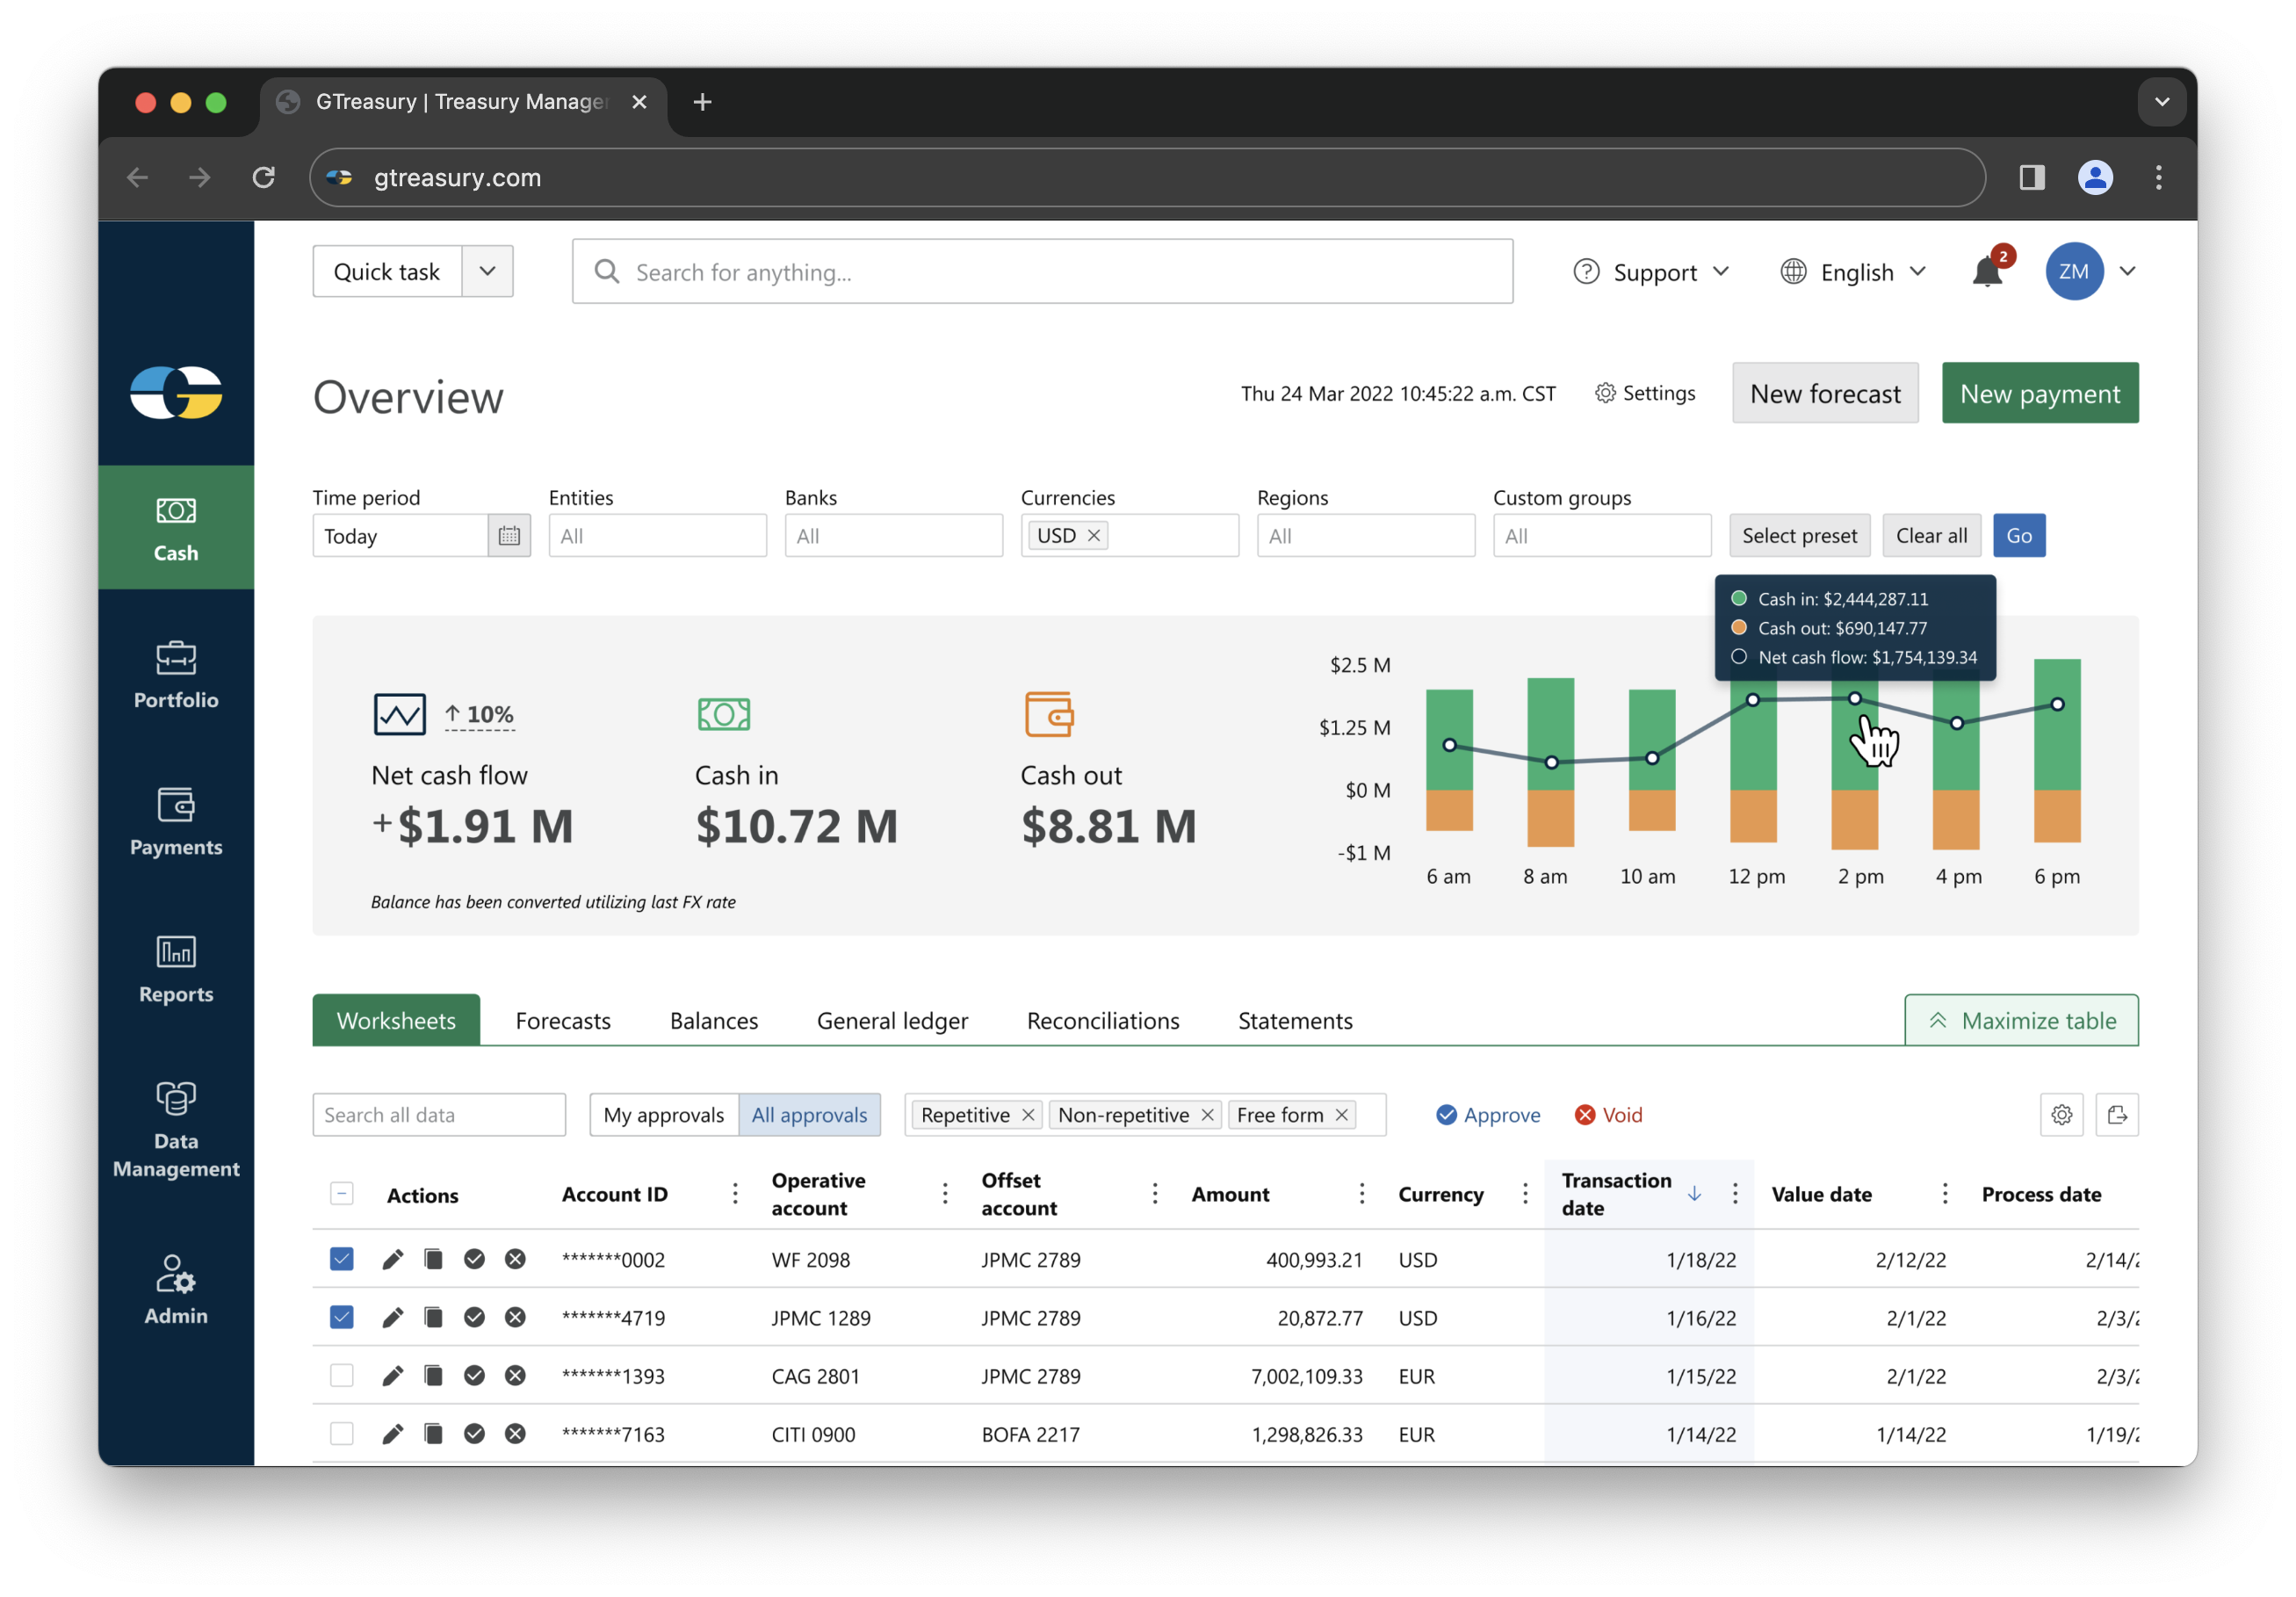 GTreasury | Treasury Manager
gtreasury.com
Quick task
Search for anything...
Support
English
2
ZM
Overview
Thu 24 Mar 2022 10:45:22 a.m. CST
Settings
New forecast
New payment
Cash
Portfolio
Payments
Reports
Data
Management
Admin
Time period
Entities
Banks
Currencies
Regions
Custom groups
Today
All
All
USD
All
All
Select preset
Clear all
Go
Cash in: $2,444,287.11
Cash out: $690,147.77
Net cash flow: $1,754,139.34
10%
Net cash flow
+$1.91 M
Cash in
$10.72 M
Cash out
$8.81 M
Balance has been converted utilizing last FX rate
$2.5 M
$1.25 M
$0 M
-$1 M
6 am 8 am 10 am 12 pm 2 pm 4 pm 6 pm
Worksheets
Forecasts
Balances
General ledger
Reconciliations
Statements
Maximize table
Search all data
My approvals
All approvals
Repetitive
Non-repetitive
Free form
Approve
Void
Actions
Account ID
Operative
account
Offset
account
Amount
Currency
Transaction
date
Value date
Process date
*******0002 WF 2098 JPMC 2789 400,993.21 USD 1/18/22 2/12/22 2/14/
*******4719 JPMC 1289 JPMC 2789 20,872.77 USD 1/16/22 2/1/22 2/3/
*******1393 CAG 2801 JPMC 2789 7,002,109.33 EUR 1/15/22 2/1/22 2/3/
*******7163 CITI 0900 BOFA 2217 1,298,826.33 EUR 1/14/22 1/14/22 1/19/